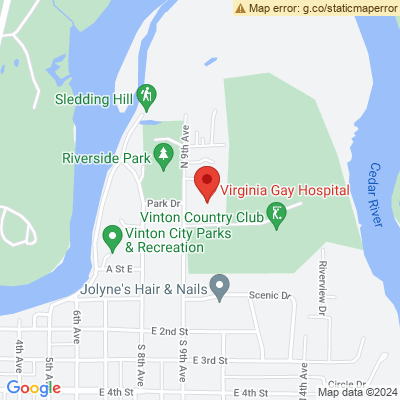 Map error: g.co/staticmaperror
Sledding Hill
N 9th Ave
Riverside Park
Cedar River
Virginia Gay Hospital
Park Dr
Vinton Country Club
Vinton City Parks
& Recreation
A St E
Riverview Dr
Jolyne's Hair & Nails
Scenic Dr
6th Ave
E 2nd St
4th Ave
5th Ave
S 8th Ave
S 9th Ave
E 3rd St
14th Ave
Circle Dr
Google
E 4th St
E 4th St
Map data ©2024